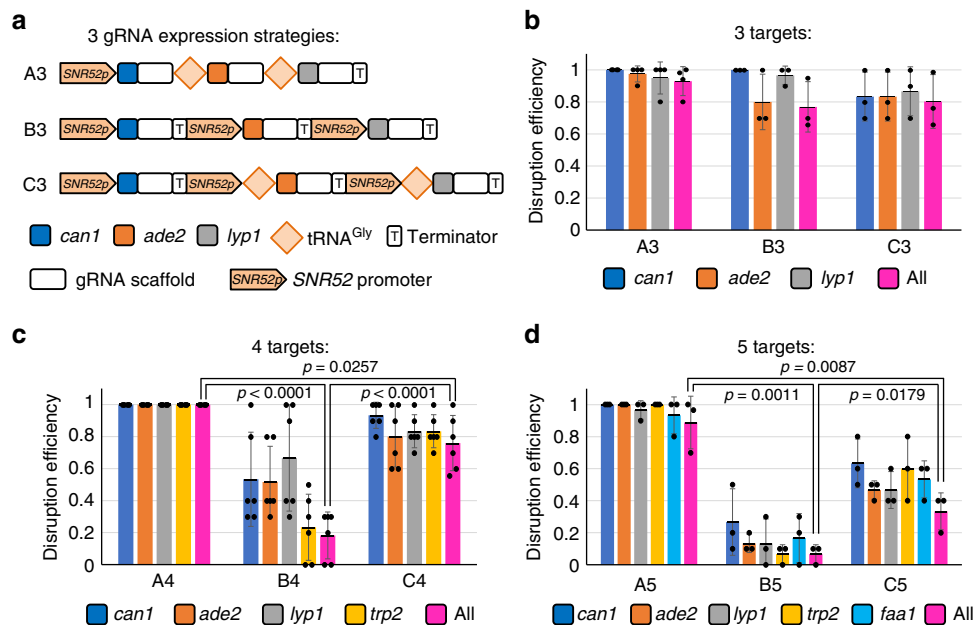 a
3 gRNA expression strategies:
A3 SNR52p T
B3 SNR52p T SNR52p T SNR52p T
C3 SNR52p T SNR52p T SNR52p T
can1 ade2 lyp1 tRNAGly T Terminator
gRNA scaffold SNR52p SNR52 promoter
b
3 targets:
Disruption efficiency
1
0.8
0.6
0.4
0.2
0
A3 B3 C3
can1 ade2 lyp1 All
c
4 targets:
p = 0.0257
p < 0.0001 p < 0.0001
Disruption efficiency
1
0.8
0.6
0.4
0.2
0
A4 B4 C4
can1 ade2 lyp1 trp2 All
d
5 targets:
p = 0.0087
p = 0.0011 p = 0.0179
Disruption efficiency
1
0.8
0.6
0.4
0.2
0
A5 B5 C5
can1 ade2 lyp1 trp2 faa1 All